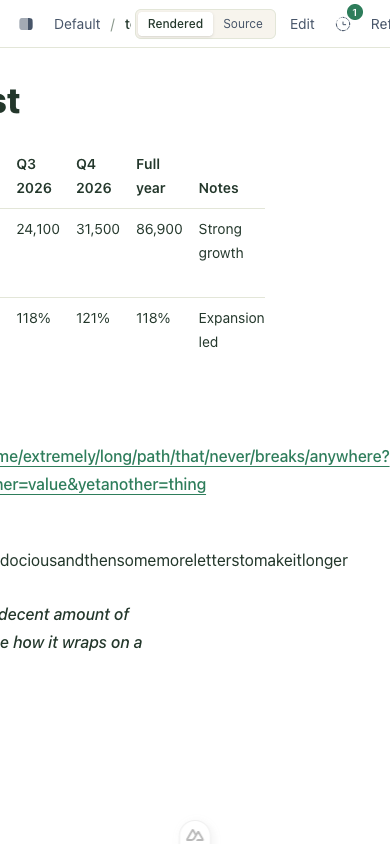 Default / t Rendered Source Edit 1 Ref
st
Q3 2026 Q4 2026 Full year Notes
24,100 31,500 86,900 Strong growth
118% 121% 118% Expansion led
me/extremely/long/path/that/never/breaks/anywhere?
her=value&yetanother=thing
dociousandthensomemoreletterstomakeitlonger
decent amount of
e how it wraps on a